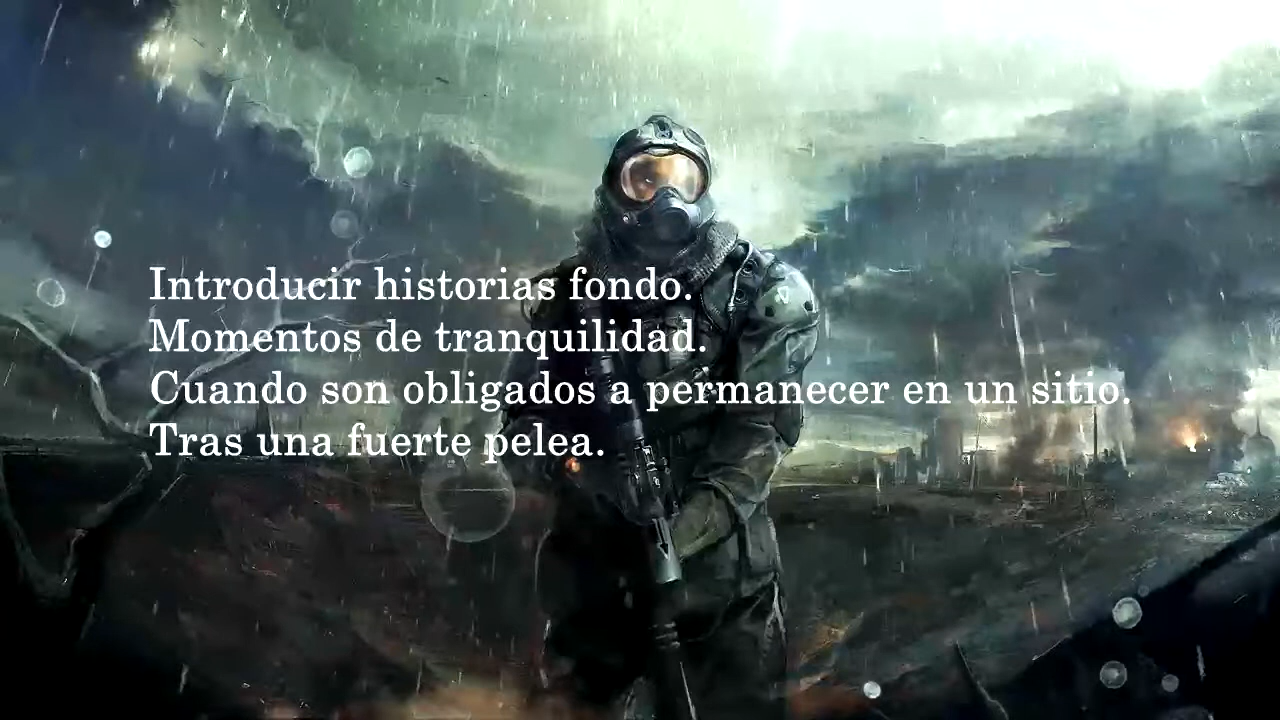 Introducir historias fondo.
Momentos de tranquilidad.
Cuando son obligados a permanecer en un sitio.
Tras una fuerte pelea.